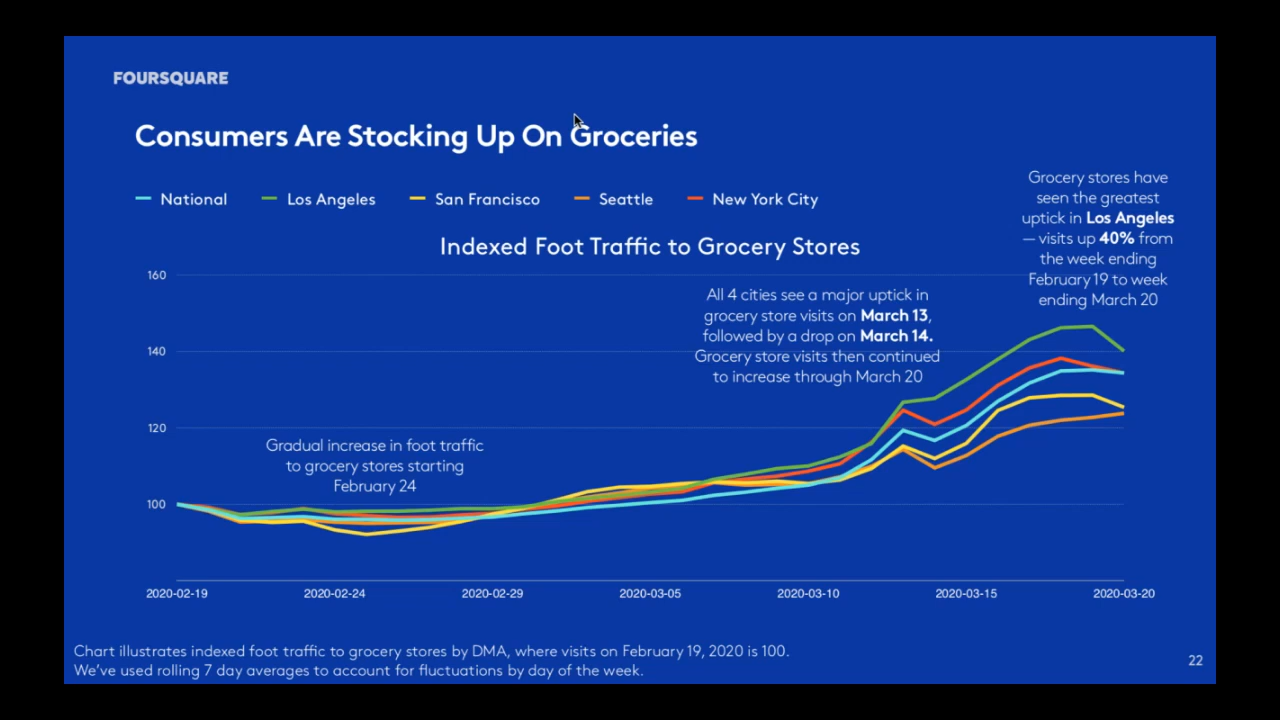 FOURSQUARE
Consumers Are Stocking Up On Groceries
National
Los Angeles
San Francisco
Seattle
New York City
Grocery stores have
seen the greatest
uptick in Los Angeles
— visits up 40% from
the week ending
February 19 to week
ending March 20
Indexed Foot Traffic to Grocery Stores
160
All 4 cities see a major uptick in
grocery store visits on March 13,
followed by a drop on March 14.
Grocery store visits then continued
to increase through March 20
140
120
Gradual increase in foot traffic
to grocery stores starting
February 24
100
2020-02-19
2020-02-24
2020-02-29
2020-03-05
2020-03-10
2020-03-15
2020-03-20
Chart illustrates indexed foot traffic to grocery stores by DMA, where visits on February 19, 2020 is 100.
We've used rolling 7 day averages to account for fluctuations by day of the week.
22